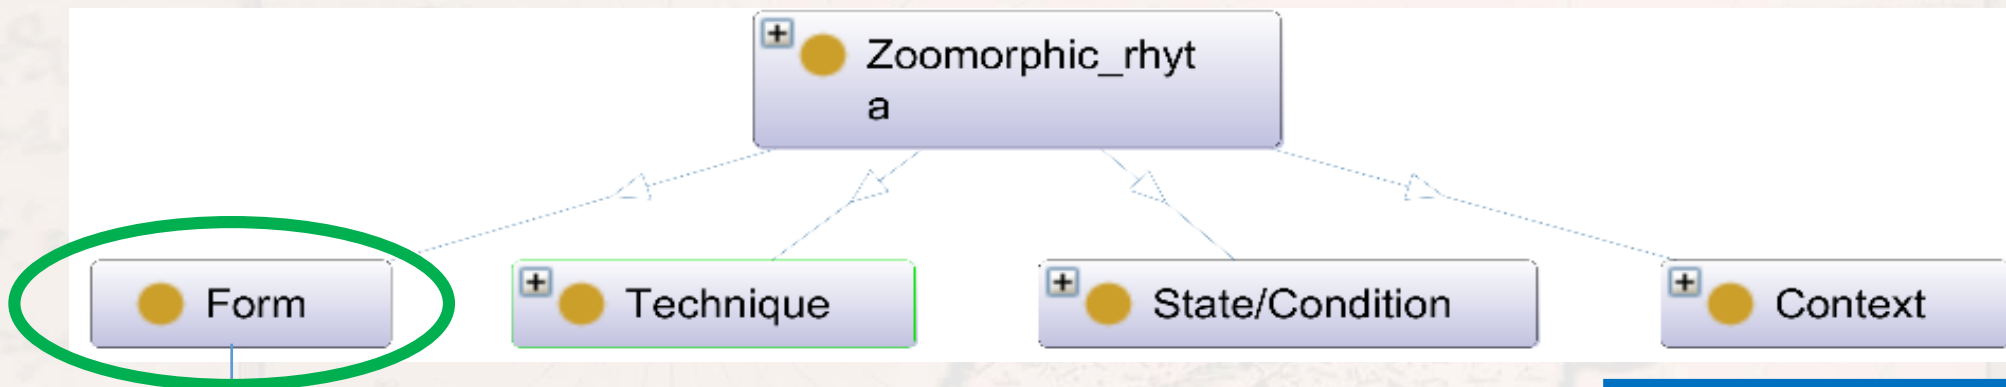 Zoomorphic_rhyt
a
Form
Technique
State/Condition
Context